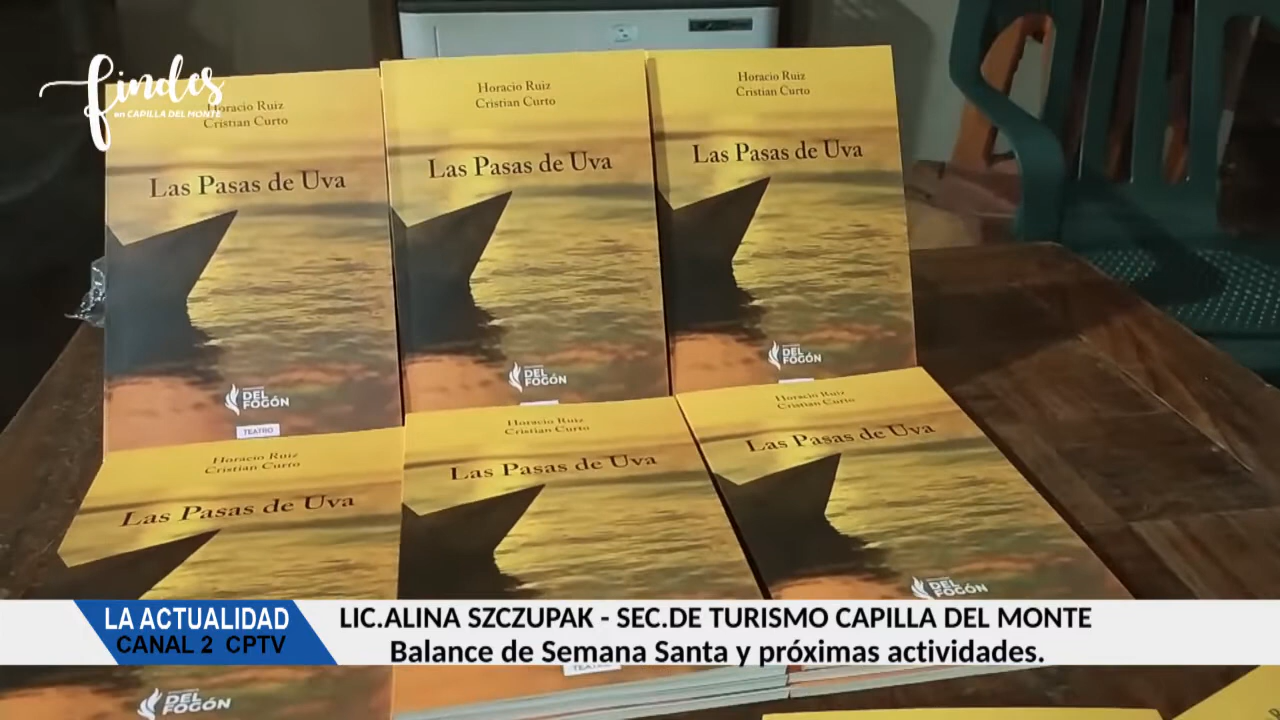 findes
en CAPILLA DEL MONTE
Horacio Ruiz
Cristian Curto
Las Pasas de Uva
DEL
FOGÓN
TEATRO
Horacio Ruiz
Cristian Curto
Las Pasas de Uva
DEL
FOGÓN
Horacio Ruiz
Cristian Curto
Las Pasas de Uva
DEL
FOGÓN
Horacio Ruiz
Cristian Curto
Las Pasas de Uva
DEL
FOGÓN
Horacio Ruiz
Cristian Curto
Las Pasas de Uva
TEATRO
Horacio Ruiz
Cristian Curto
Las Pasas de Uva
DEL
FOGÓN
LA ACTUALIDAD
CANAL 2 CPTV
LIC.ALINA SZCZUPAK - SEC.DE TURISMO CAPILLA DEL MONTE
Balance de Semana Santa y próximas actividades.